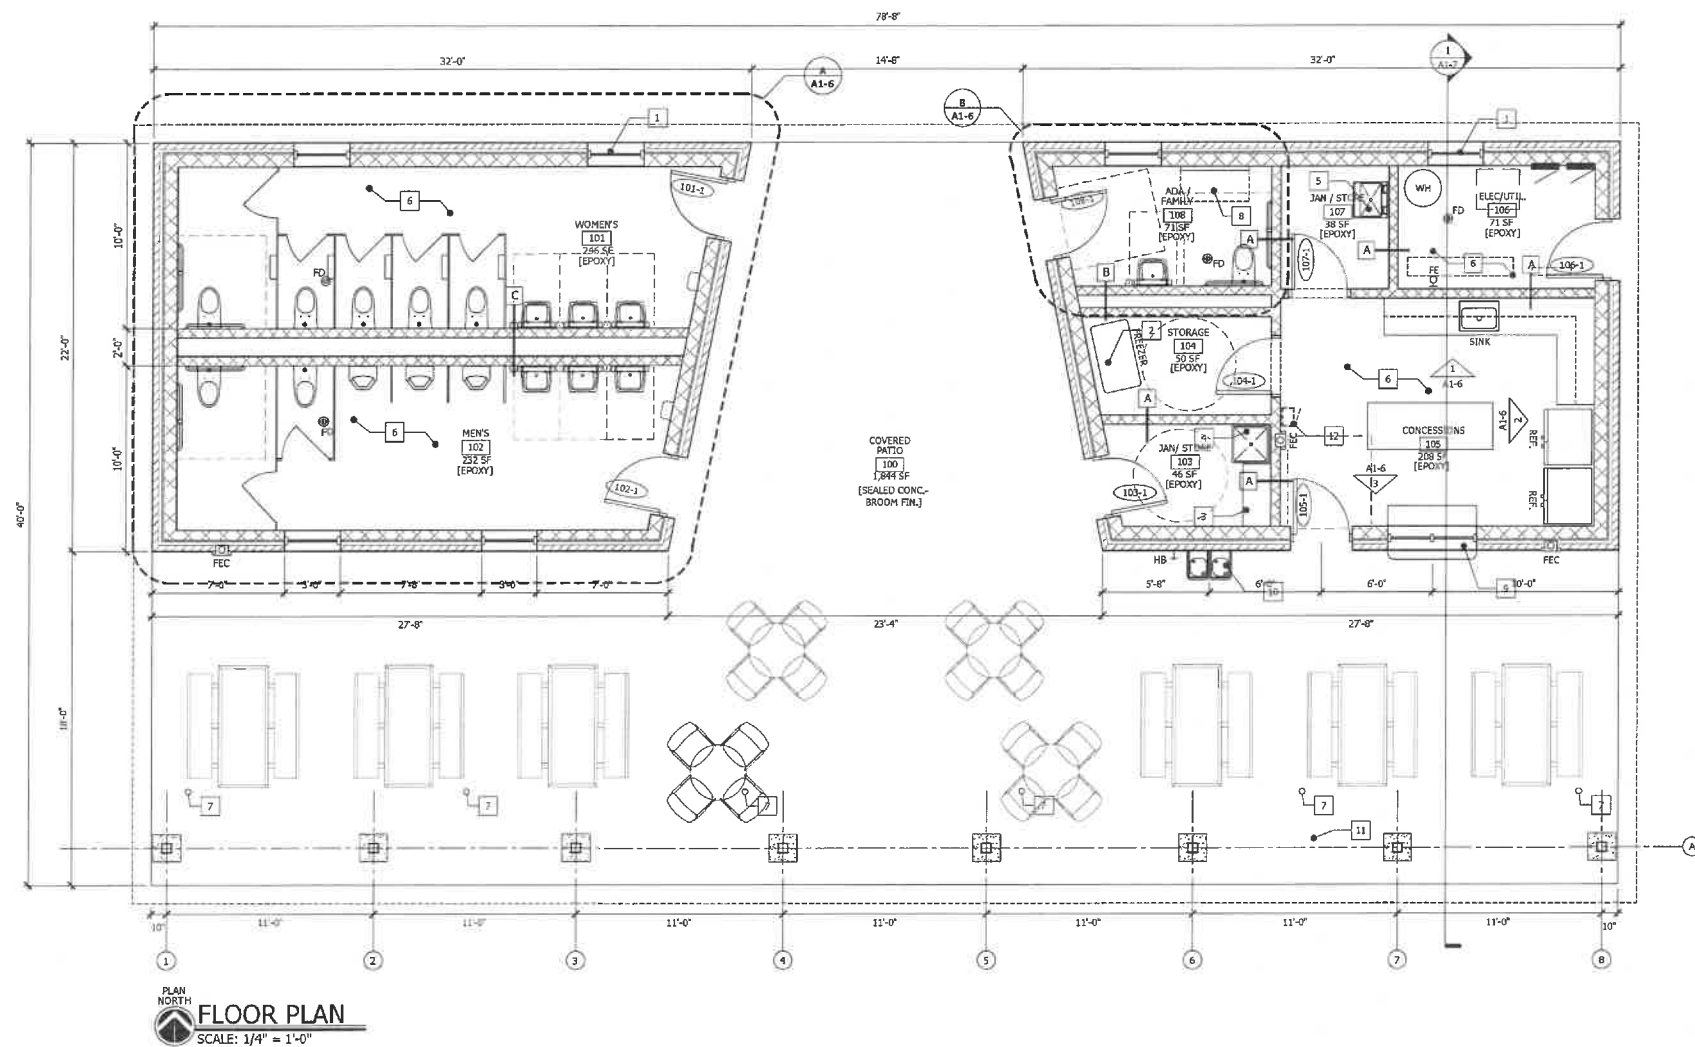 78'-8"
32'-0"
14'-8"
32'-0"
1
A1-7
A
A1-6
B
A1-6
1
1
101-1
6
WOMEN'S
101
246 SF
[EPOXY]
FD
C
10'-0"
2'-0"
10'-0"
22'-0"
40'-0"
18'-0"
6
FD
MEN'S
102
232 SF
[EPOXY]
102-1
FEC
7'-0"
3'-0"
7'-8"
3'-0"
7'-0"
27'-8"
23'-4"
27'-8"
COVERED
PATIO
100
1,844 SF
[SEALED CONC.-
BROOM FIN.]
108-1
ADA /
FAMILY
108
71 SF
[EPOXY]
8
FD
B
A
107-1
5
JAN / STORE
107
38 SF
[EPOXY]
A
WH
FD
ELEC/UTIL.
106
71 SF
[EPOXY]
6
FE
A
106-1
2
FREEZER
STORAGE
104
50 SF
[EPOXY]
104-1
A
SINK
1
A1-6
6
A1-6
2
CONCESSIONS
105
208 SF
[EPOXY]
A1-6
3
12
FEC
REF.
REF.
4
JAN/ STORE
103
46 SF
[EPOXY]
A
3
103-1
105-1
HB
10
9
FEC
5'-8"
6'-0"
6'-0"
10'-0"
7
7
7
7
7
7
11
A
10"
11'-0"
11'-0"
11'-0"
11'-0"
11'-0"
11'-0"
11'-0"
10"
1
2
3
4
5
6
7
8
PLAN
NORTH
FLOOR PLAN
SCALE: 1/4" = 1'-0"